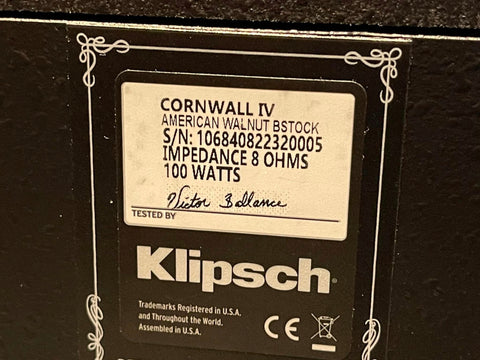 CORNWALL IV
AMERICAN WALNUT BSTOCK
S/N: 106840822320005
IMPEDANCE 8 OHMS
100 WATTS
Victor Ballance
TESTED BY
Klipsch
Trademarks Registered in U.S.A.
and Throughout the World.
Assembled in U.S.A.
CE